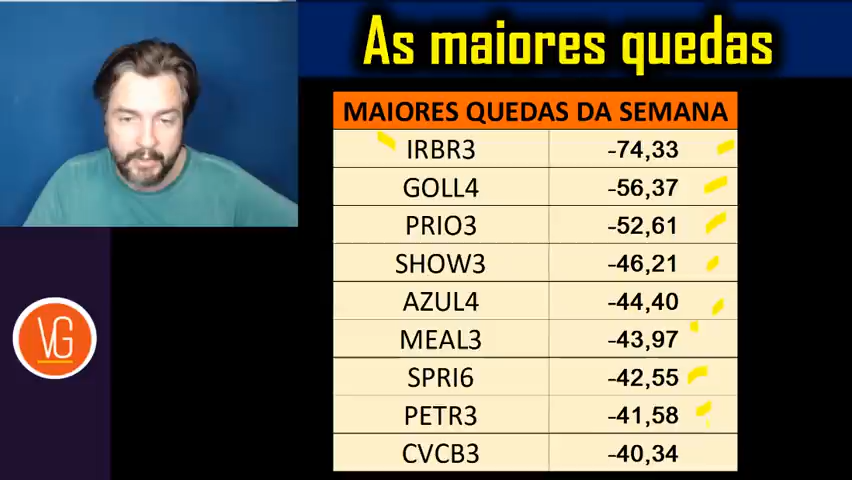 As maiores quedas
MAIORES QUEDAS DA SEMANA
IRBR3 -74,33
GOLL4 -56,37
PRIO3 -52,61
SHOW3 -46,21
AZUL4 -44,40
MEAL3 -43,97
SPRI6 -42,55
PETR3 -41,58
CVCB3 -40,34
VG